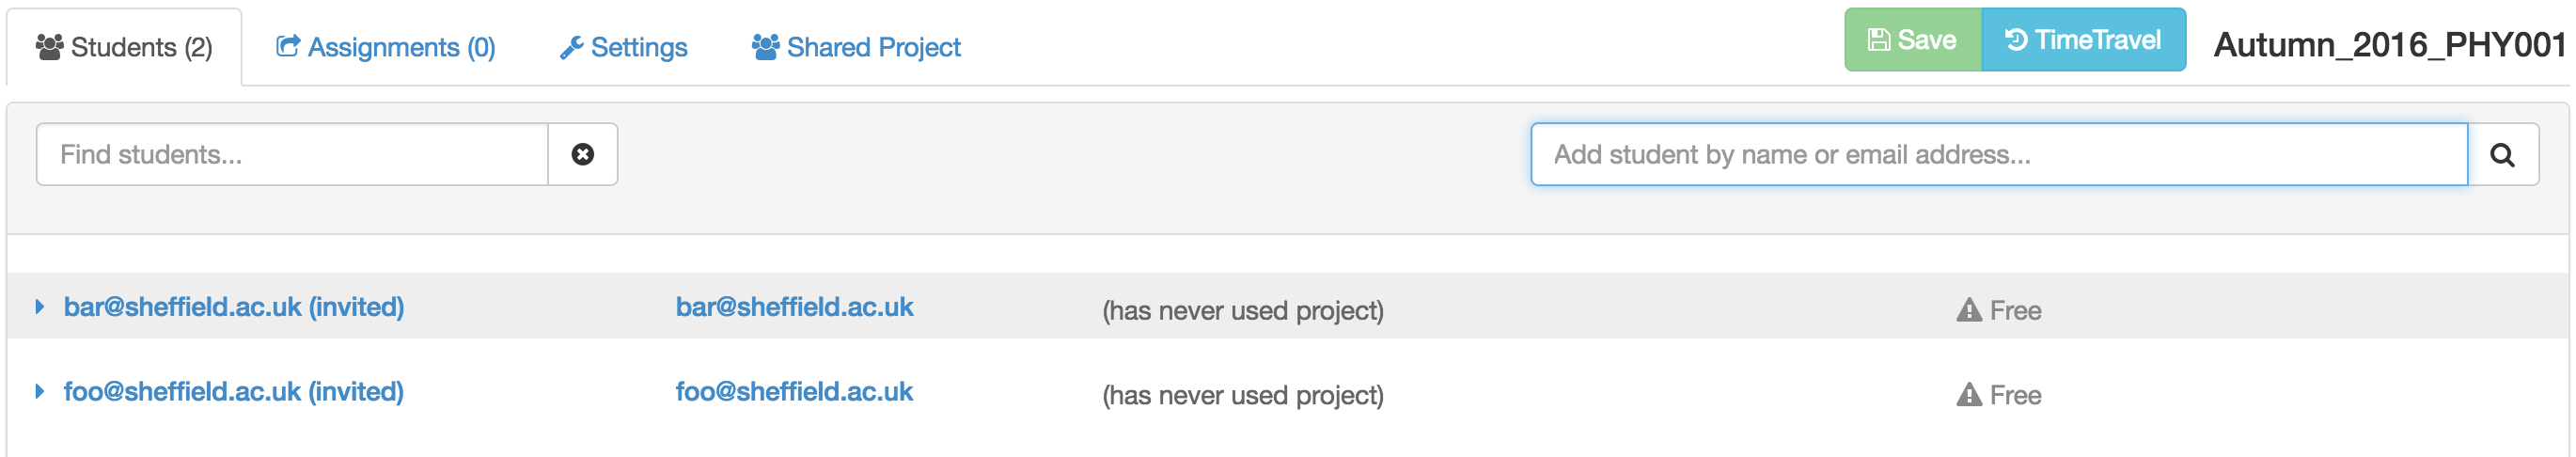 Students (2) Assignments (0) Settings Shared Project Save TimeTravel Autumn_2016_PHY001
Find students... Add student by name or email address...
bar@sheffield.ac.uk (invited) bar@sheffield.ac.uk (has never used project) Free
foo@sheffield.ac.uk (invited) foo@sheffield.ac.uk (has never used project) Free